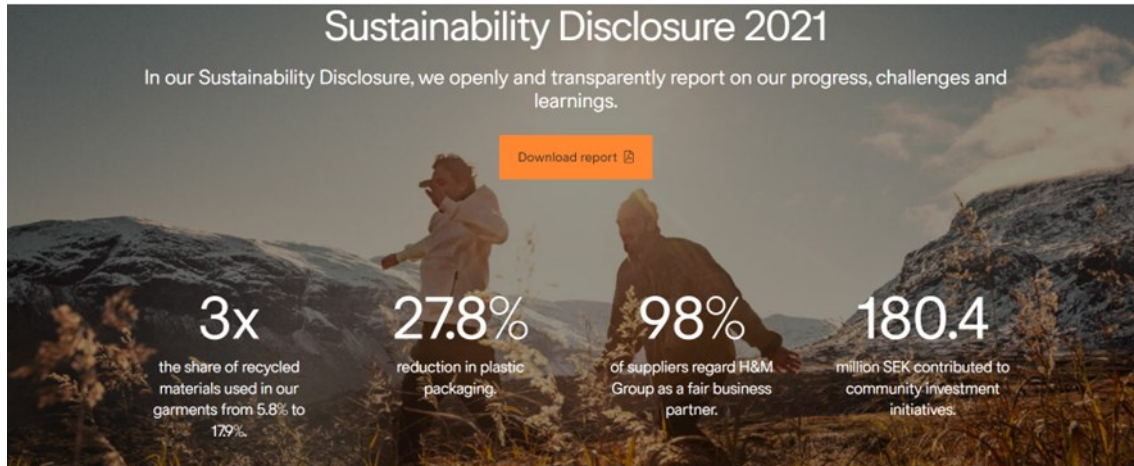 Sustainability Disclosure 2021
In our Sustainability Disclosure, we openly and transparently report on our progress, challenges and
learnings.
Download report
3x
the share of recycled
materials used in our
garments from 5.8% to
17.9%.
27.8%
reduction in plastic
packaging.
98%
of suppliers regard H&M
Group as a fair business
partner.
180.4
million SEK contributed to
community investment
initiatives.